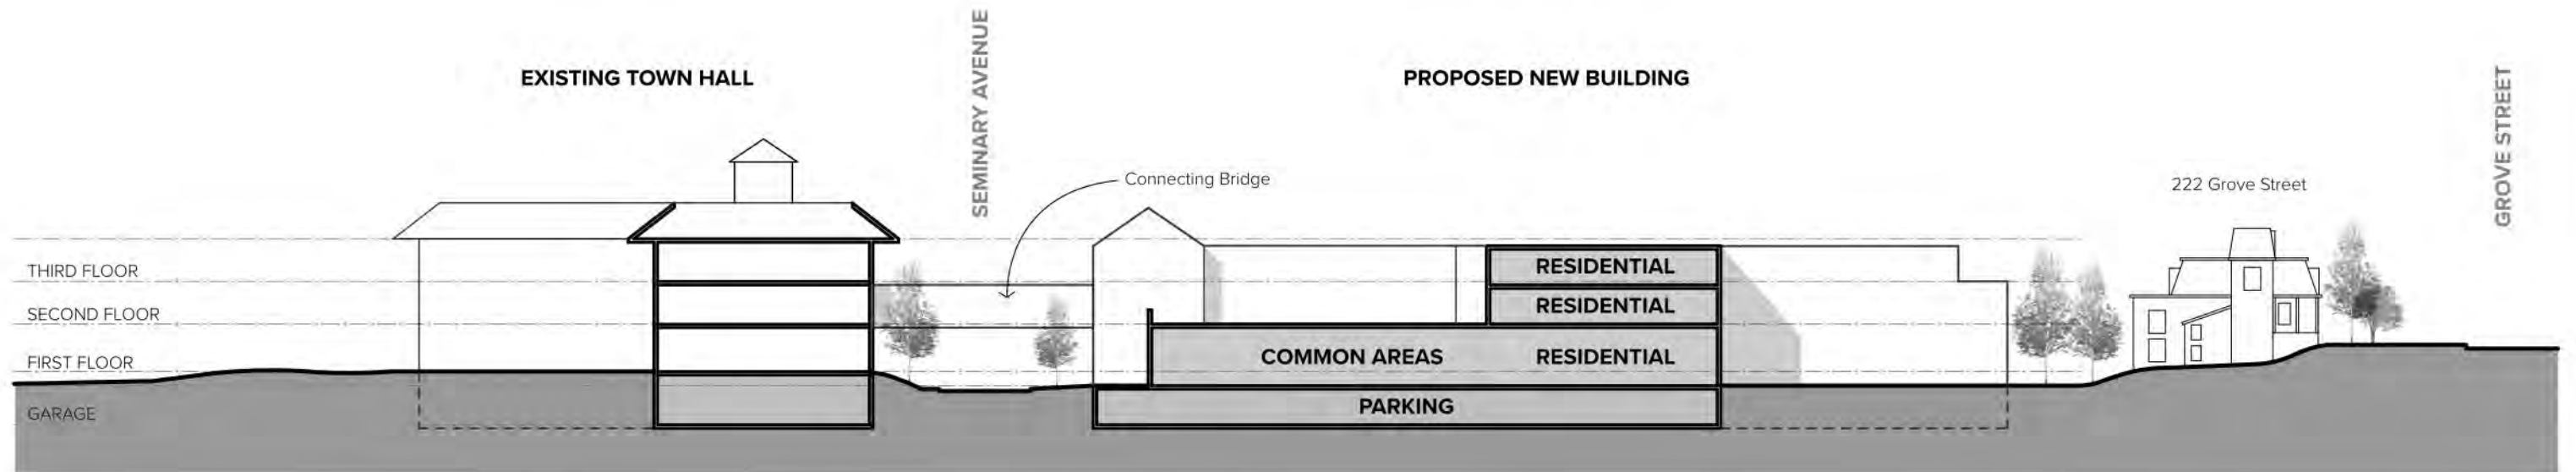 EXISTING TOWN HALL
SEMINARY AVENUE
PROPOSED NEW BUILDING
GROVE STREET
Connecting Bridge
222 Grove Street
THIRD FLOOR
RESIDENTIAL
SECOND FLOOR
RESIDENTIAL
FIRST FLOOR
COMMON AREAS
RESIDENTIAL
GARAGE
PARKING